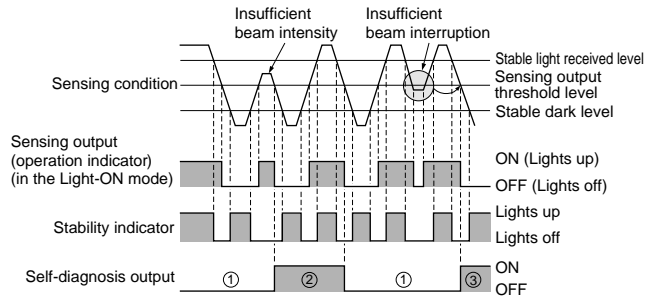 Insufficient
beam intensity
Insufficient
beam interruption
Sensing condition
Stable light received level
Sensing output
threshold level
Stable dark level
Sensing output
(operation indicator)
(in the Light-ON mode)
ON (Lights up)
OFF (Lights off)
Stability indicator
Lights up
Lights off
Self-diagnosis output
① ② ① ③
ON
OFF